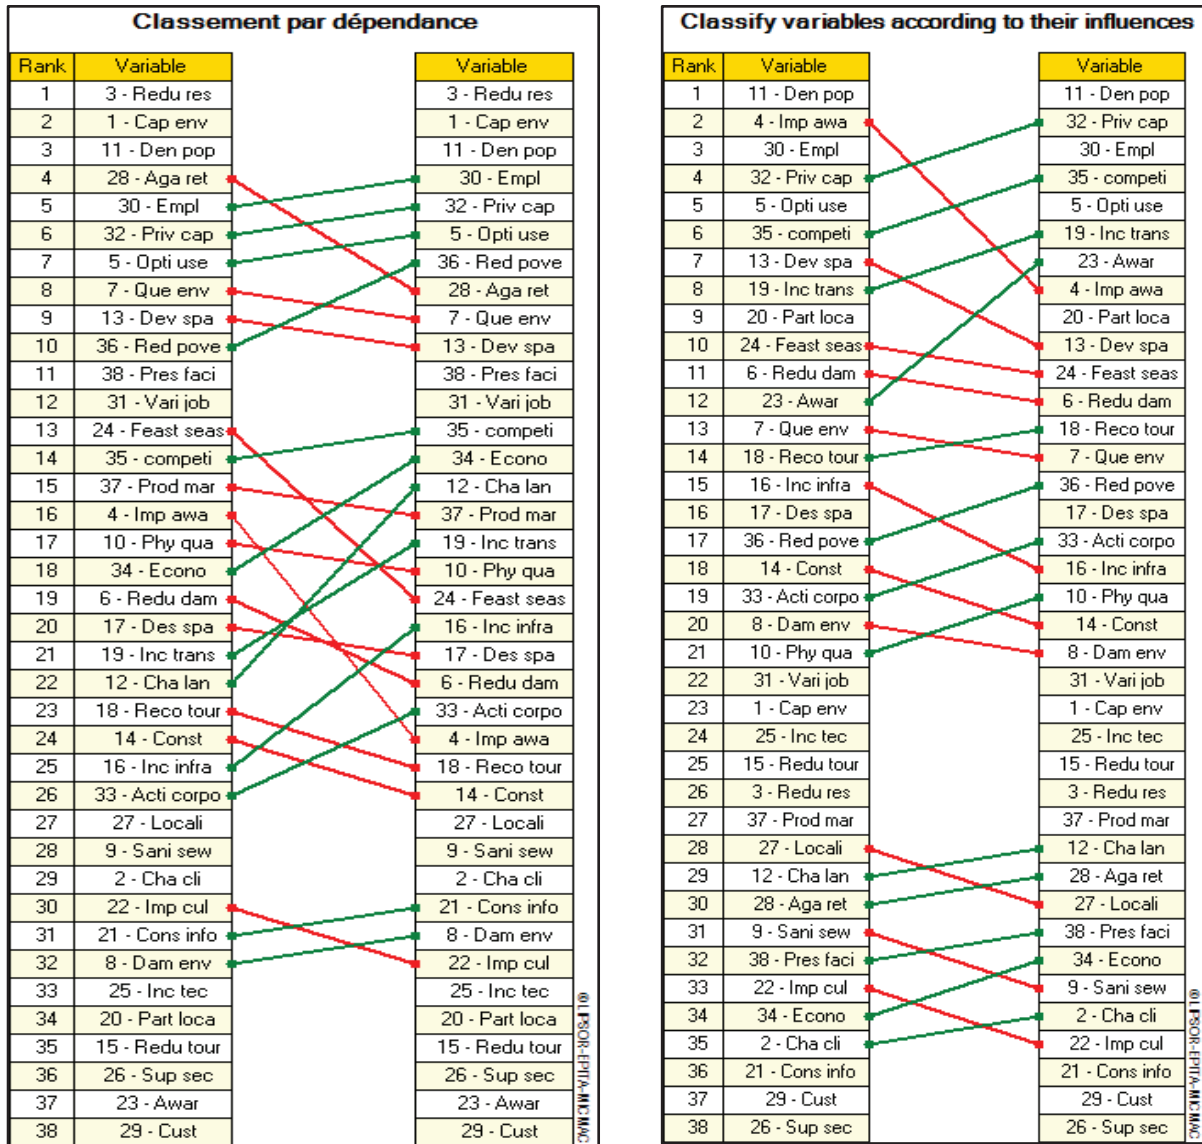 Classement par dépendance
Rank Variable Variable
1 3 - Redu res 3 - Redu res
2 1 - Cap env 1 - Cap env
3 11 - Den pop 11 - Den pop
4 28 - Aga ret 30 - Empl
5 30 - Empl 32 - Priv cap
6 32 - Priv cap 5 - Opti use
7 5 - Opti use 36 - Red pove
8 7 - Que env 28 - Aga ret
9 13 - Dev spa 7 - Que env
10 36 - Red pove 13 - Dev spa
11 38 - Pres faci 38 - Pres faci
12 31 - Vari job 31 - Vari job
13 24 - Feast seas 35 - competi
14 35 - competi 34 - Econo
15 37 - Prod mar 12 - Cha lan
16 4 - Imp awa 37 - Prod mar
17 10 - Phy qua 19 - Inc trans
18 34 - Econo 10 - Phy qua
19 6 - Redu dam 24 - Feast seas
20 17 - Des spa 16 - Inc infra
21 19 - Inc trans 17 - Des spa
22 12 - Cha lan 6 - Redu dam
23 18 - Reco tour 33 - Acti corpo
24 14 - Const 4 - Imp awa
25 16 - Inc infra 18 - Reco tour
26 33 - Acti corpo 14 - Const
27 27 - Locali 27 - Locali
28 9 - Sani sew 9 - Sani sew
29 2 - Cha cli 2 - Cha cli
30 22 - Imp cul 21 - Cons info
31 21 - Cons info 8 - Dam env
32 8 - Dam env 22 - Imp cul
33 25 - Inc tec 25 - Inc tec
34 20 - Part loca 20 - Part loca
35 15 - Redu tour 15 - Redu tour
36 26 - Sup sec 26 - Sup sec
37 23 - Awar 23 - Awar
38 29 - Cust 29 - Cust
© LIPSOR-EPITA-MICMAC
Classify variables according to their influences
Rank Variable Variable
1 11 - Den pop 11 - Den pop
2 4 - Imp awa 32 - Priv cap
3 30 - Empl 30 - Empl
4 32 - Priv cap 35 - competi
5 5 - Opti use 5 - Opti use
6 35 - competi 19 - Inc trans
7 13 - Dev spa 23 - Awar
8 19 - Inc trans 4 - Imp awa
9 20 - Part loca 20 - Part loca
10 24 - Feast seas 13 - Dev spa
11 6 - Redu dam 24 - Feast seas
12 23 - Awar 6 - Redu dam
13 7 - Que env 18 - Reco tour
14 18 - Reco tour 7 - Que env
15 16 - Inc infra 36 - Red pove
16 17 - Des spa 17 - Des spa
17 36 - Red pove 33 - Acti corpo
18 14 - Const 16 - Inc infra
19 33 - Acti corpo 10 - Phy qua
20 8 - Dam env 14 - Const
21 10 - Phy qua 8 - Dam env
22 31 - Vari job 31 - Vari job
23 1 - Cap env 1 - Cap env
24 25 - Inc tec 25 - Inc tec
25 15 - Redu tour 15 - Redu tour
26 3 - Redu res 3 - Redu res
27 37 - Prod mar 37 - Prod mar
28 27 - Locali 12 - Cha lan
29 12 - Cha lan 28 - Aga ret
30 28 - Aga ret 27 - Locali
31 9 - Sani sew 38 - Pres faci
32 38 - Pres faci 34 - Econo
33 22 - Imp cul 9 - Sani sew
34 34 - Econo 2 - Cha cli
35 2 - Cha cli 22 - Imp cul
36 21 - Cons info 21 - Cons info
37 29 - Cust 29 - Cust
38 26 - Sup sec 26 - Sup sec
© LIPSOR-EPITA-MICMAC